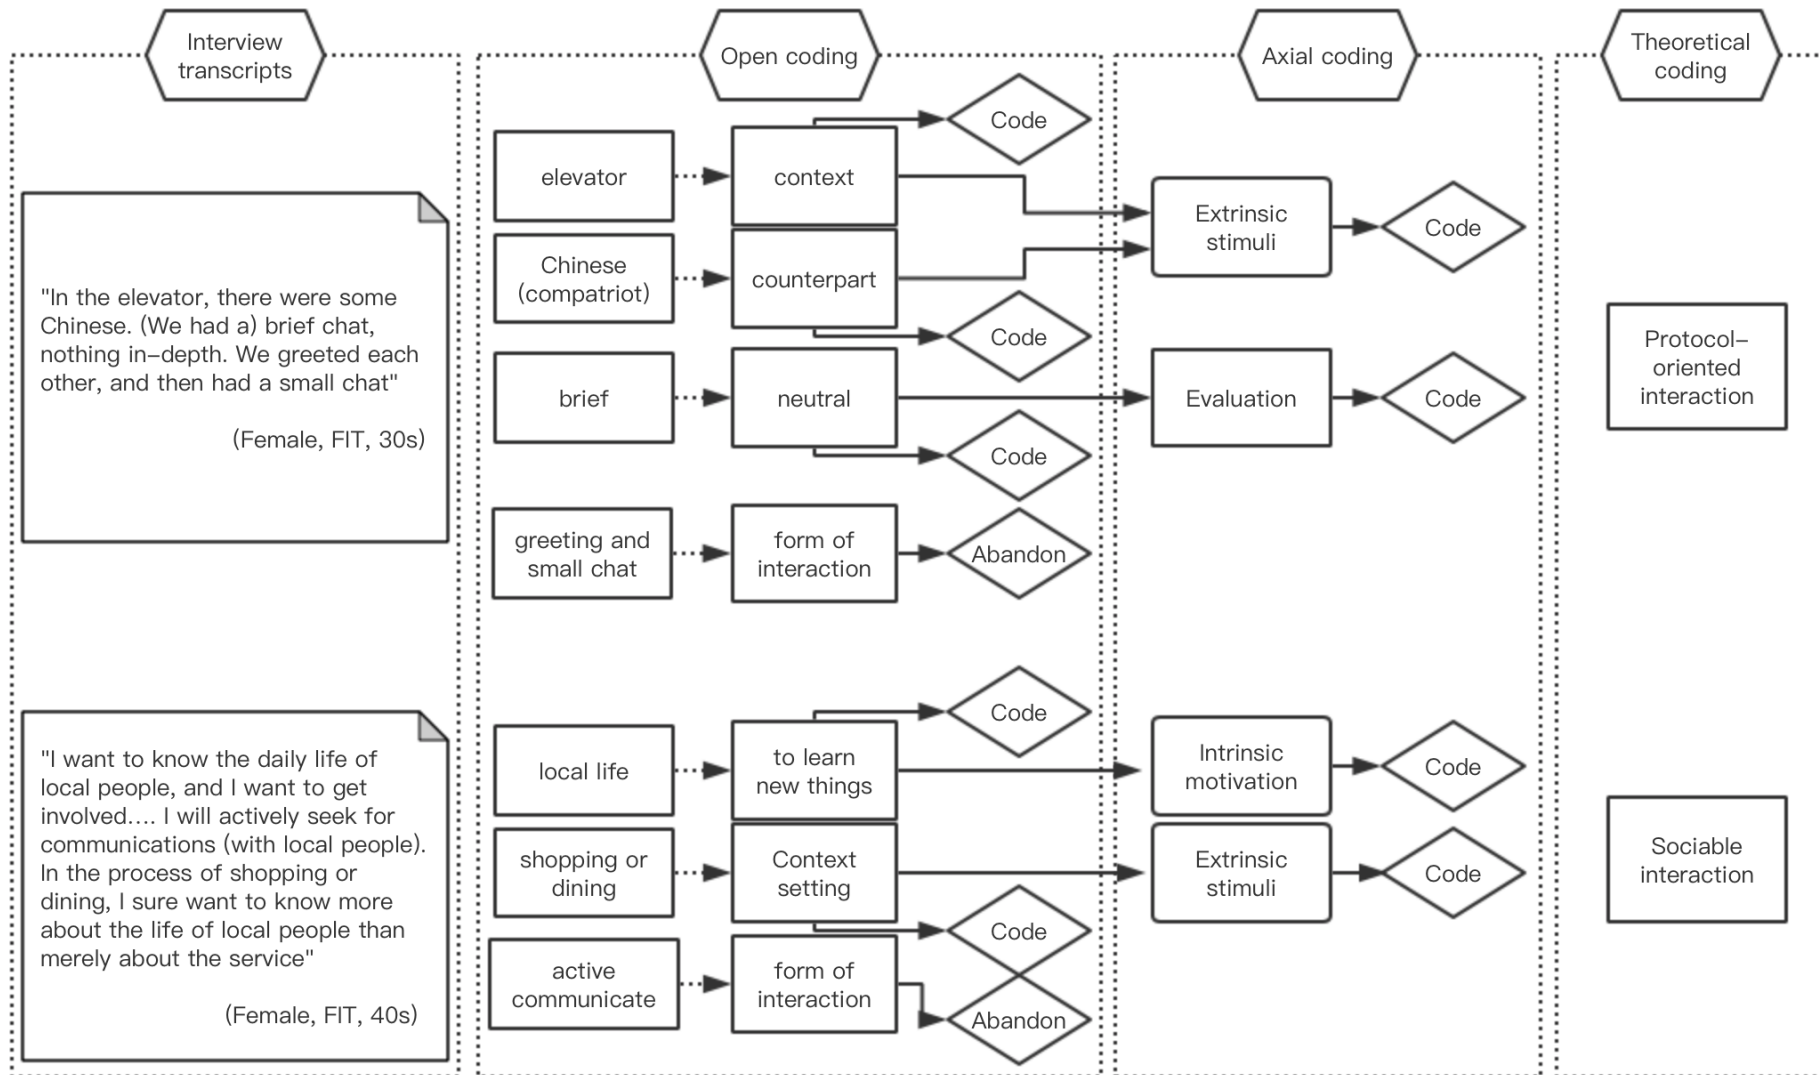 Interview
transcripts
Open coding
Axial coding
Theoretical
coding
"In the elevator, there were some
Chinese. (We had a) brief chat,
nothing in-depth. We greeted each
other, and then had a small chat"
(Female, FIT, 30s)
elevator
context
Code
Chinese
(compatriot)
counterpart
Code
Extrinsic
stimuli
Code
brief
neutral
Code
Evaluation
Code
greeting and
small chat
form of
interaction
Abandon
Protocol-
oriented
interaction
"I want to know the daily life of
local people, and I want to get
involved.... I will actively seek for
communications (with local people).
In the process of shopping or
dining, I sure want to know more
about the life of local people than
merely about the service"
(Female, FIT, 40s)
local life
to learn
new things
Code
Intrinsic
motivation
Code
shopping or
dining
Context
setting
Code
Extrinsic
stimuli
Code
active
communicate
form of
interaction
Abandon
Sociable
interaction